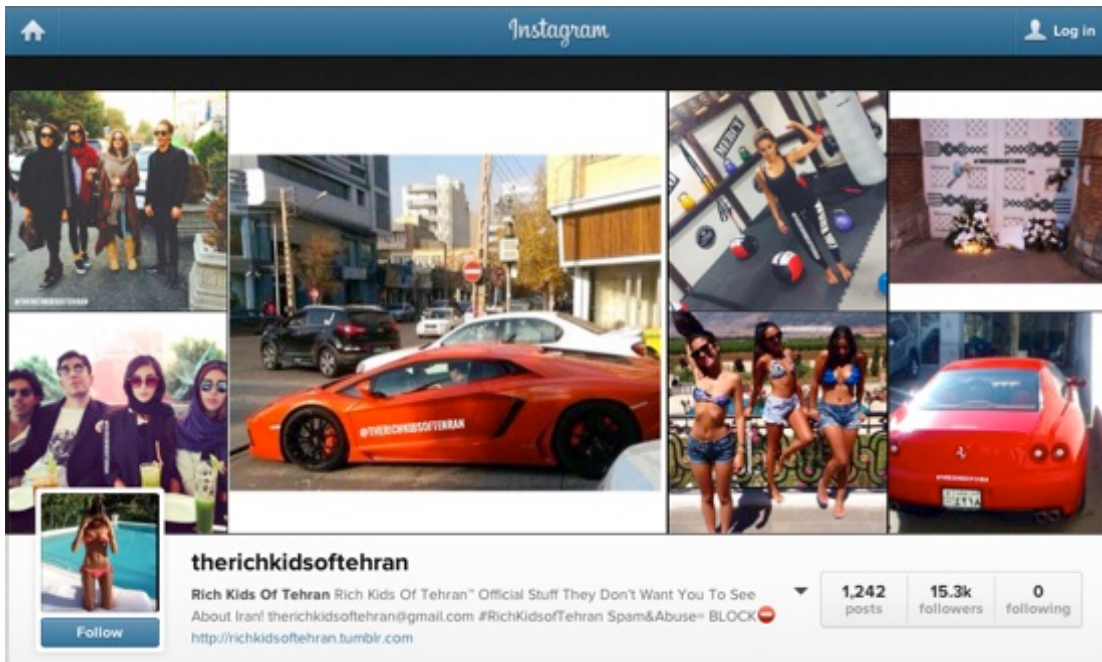 Instagram
Log in
MERCY
@THERICHKIDSOFTEHRAN
@THERICHKIDSOFTEHRAN
therichkidsoftehran
Rich Kids Of Tehran Rich Kids Of Tehran™ Official Stuff They Don't Want You To See
About Iran! therichkidsoftehran@gmail.com #RichKidsofTehran Spam&Abuse= BLOCK⛔
http://richkidsoftehran.tumblr.com
1,242
posts
15.3k
followers
0
following
Follow